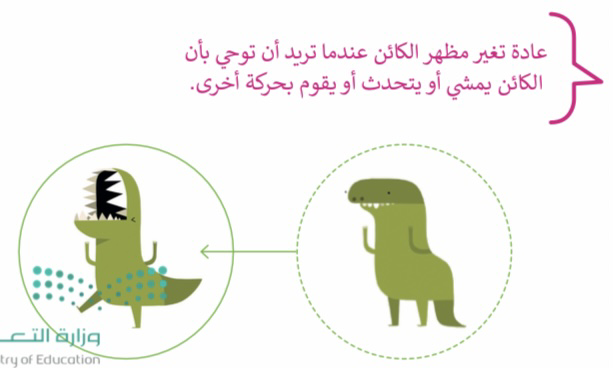 عادة تغير مظهر الكائن عندما تريد أن توحي بأن
الكائن يمشي أو يتحدث أو يقوم بحركة أخرى.
وزارة التعـ
try of Education